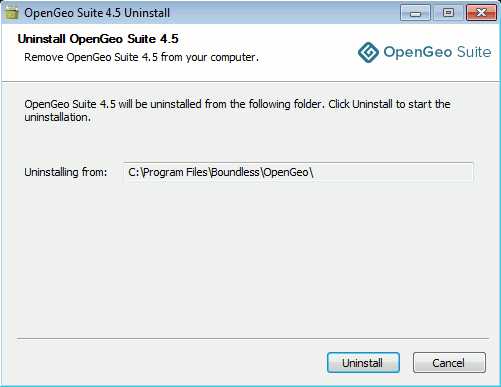 OpenGeo Suite 4.5 Uninstall
Uninstall OpenGeo Suite 4.5
Remove OpenGeo Suite 4.5 from your computer.
OpenGeo Suite
OpenGeo Suite 4.5 will be uninstalled from the following folder. Click Uninstall to start the
uninstallation.
Uninstalling from: C:\Program Files\Boundless\OpenGeo\
Uninstall Cancel